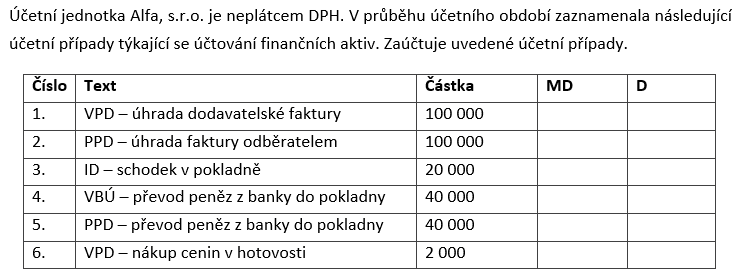 Účetní jednotka Alfa, s.r.o. je neplátcem DPH. V průběhu účetního období zaznamenala následující
účetní případy týkající se účtování finančních aktiv. Zaúčtuje uvedené účetní případy.
Číslo Text Částka MD D
1. VPD – úhrada dodavatelské faktury 100 000
2. PPD – úhrada faktury odběratelem 100 000
3. ID – schodek v pokladně 20 000
4. VBÚ – převod peněz z banky do pokladny 40 000
5. PPD – převod peněz z banky do pokladny 40 000
6. VPD – nákup cenin v hotovosti 2 000